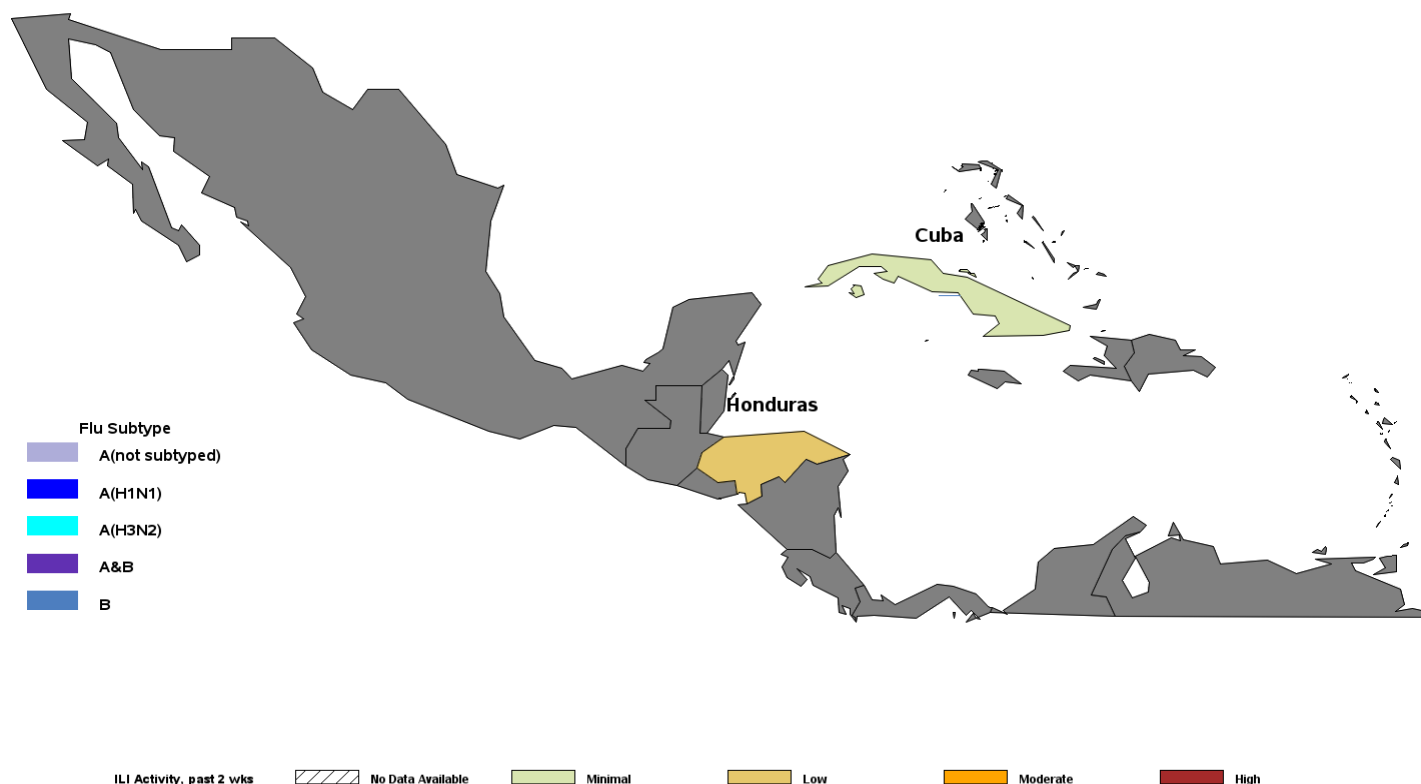 Cuba
Honduras
Flu Subtype
A(not subtyped)
A(H1N1)
A(H3N2)
A&B
B
ILI Activity, past 2 wks No Data Available Minimal Low Moderate High